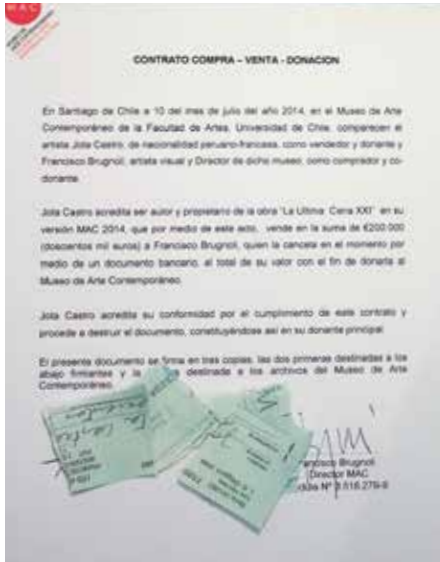 MAC
CONTRATO COMPRA – VENTA - DONACION
En Santiago de Chile a 10 del mes de julio del año 2014, en el Museo de Arte
Contemporáneo de la Facultad de Artes, Universidad de Chile, comparecen el
artista Jota Castro, de nacionalidad peruano-francesa, como vendedor y donante y
Francisco Brugnoli, artista visual y Director de dicho museo, como comprador y co-
donante.
Jota Castro acredita ser autor y propietario de la obra "La Ultima Cena XXI" en su
versión MAC 2014, que por medio de este acto, vende en la suma de €200.000
(doscientos mil euros) a Francisco Brugnoli, quien la cancela en el momento por
medio de un documento bancario, al total de su valor con el fin de donarla al
Museo de Arte Contemporáneo.
Jota Castro acredita su conformidad por el cumplimiento de este contrato y
procede a destruir el documento, constituyéndose así en su donante principal.
El presente documento se firma en tres copias, las dos primeras destinadas a los
abajo firmantes y la destinada a los archivos del Museo de Arte
Contemporáneo.
Brugnoli
Director MAC
Nº